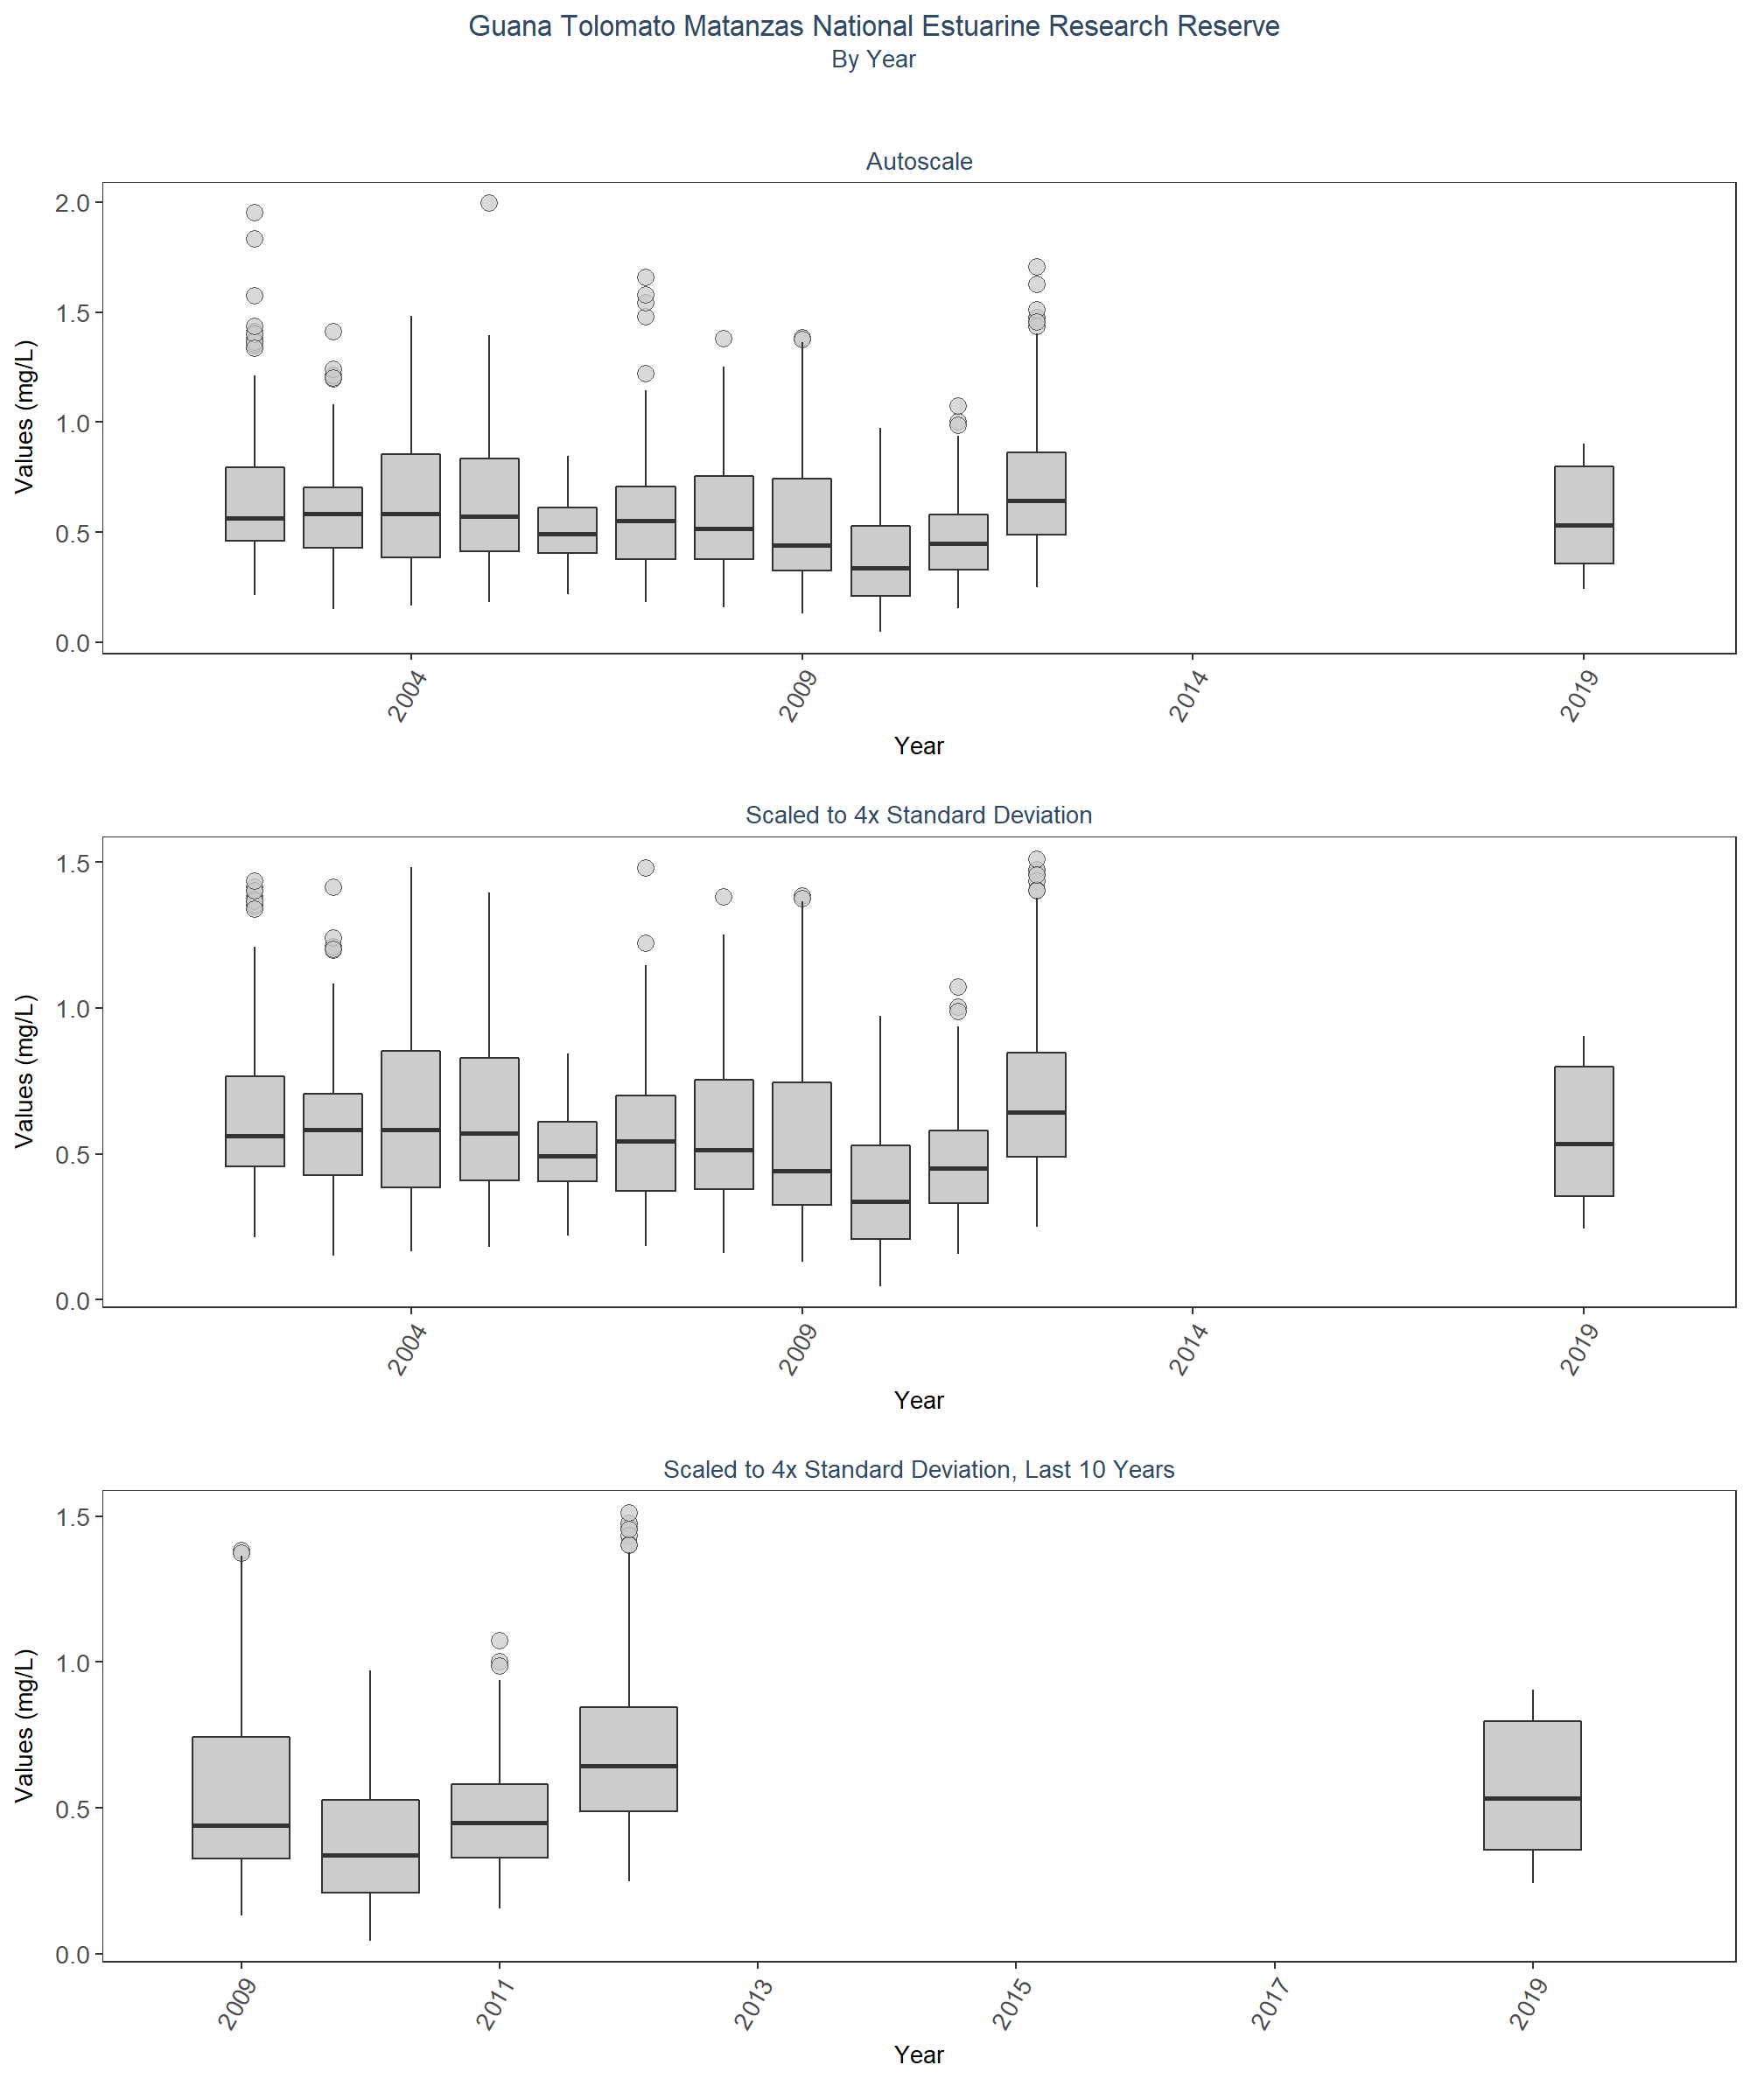 Guana Tolomato Matanzas National Estuarine Research Reserve
By Year
Autoscale
Values (mg/L)
2.0
1.5
1.0
0.5
0.0
2004 2009 2014 2019
Year
Scaled to 4x Standard Deviation
Values (mg/L)
1.5
1.0
0.5
0.0
2004 2009 2014 2019
Year
Scaled to 4x Standard Deviation, Last 10 Years
Values (mg/L)
1.5
1.0
0.5
0.0
2009 2011 2013 2015 2017 2019
Year